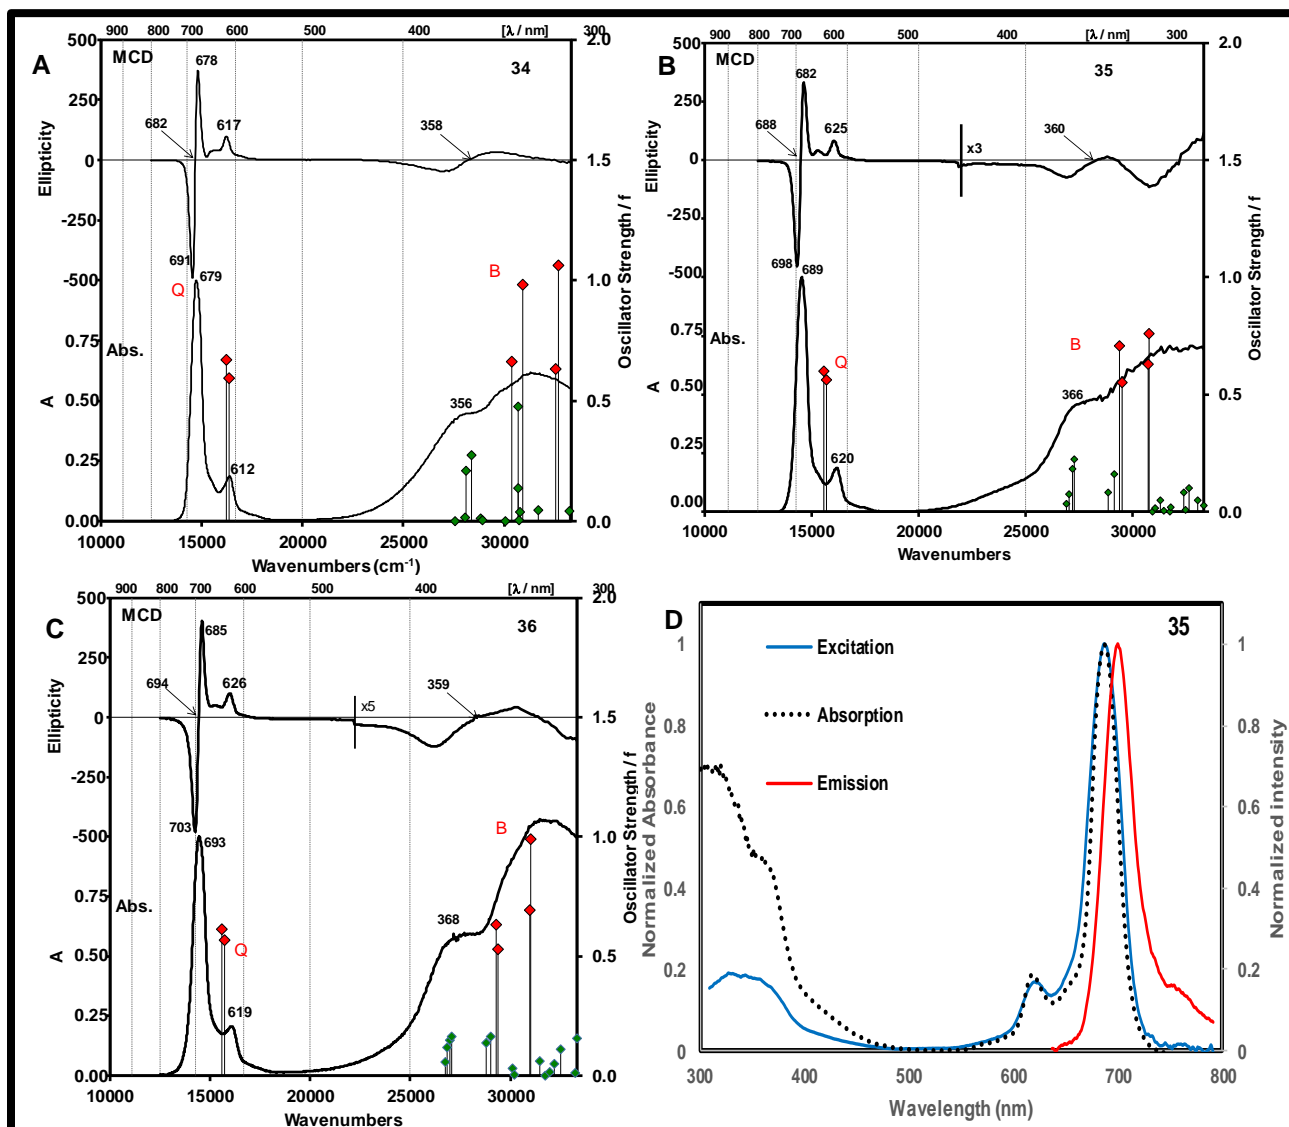 900 800 700 600 500 400 [λ / nm] 300
A
MCD
34
500
250
0
-250
-500
Ellipticity
678
682
617
358
691
679
Q
B
Abs.
612
356
0.75
0.50
0.25
0.00
A
2.0
1.5
1.0
0.5
0.0
Oscillator Strength / f
10000 15000 20000 25000 30000
Wavenumbers (cm-1)
900 800 700 600 500 400 [λ / nm] 300
B
MCD
35
500
250
0
-250
-500
Ellipticity
682
688
625
x3
360
698
689
Q
B
Abs.
620
366
0.75
0.50
0.25
0.00
A
2.0
1.5
1.0
0.5
0.0
Oscillator Strength / f
10000 15000 20000 25000 30000
Wavenumbers
900 800 700 600 500 400 [λ / nm] 300
C
MCD
36
500
250
0
-250
-500
Ellipticity
685
694
626
x5
359
703
693
Q
B
Abs.
619
368
0.75
0.50
0.25
0.00
A
2.0
1.5
1.0
0.5
0.0
Oscillator Strength / f
10000 15000 20000 25000 30000
Wavenumbers
D
35
Excitation
Absorption
Emission
1
0.8
0.6
0.4
0.2
0
Normalized Absorbance
1
0.8
0.6
0.4
0.2
0
Normalized intensity
300 400 500 600 700 800
Wavelength (nm)